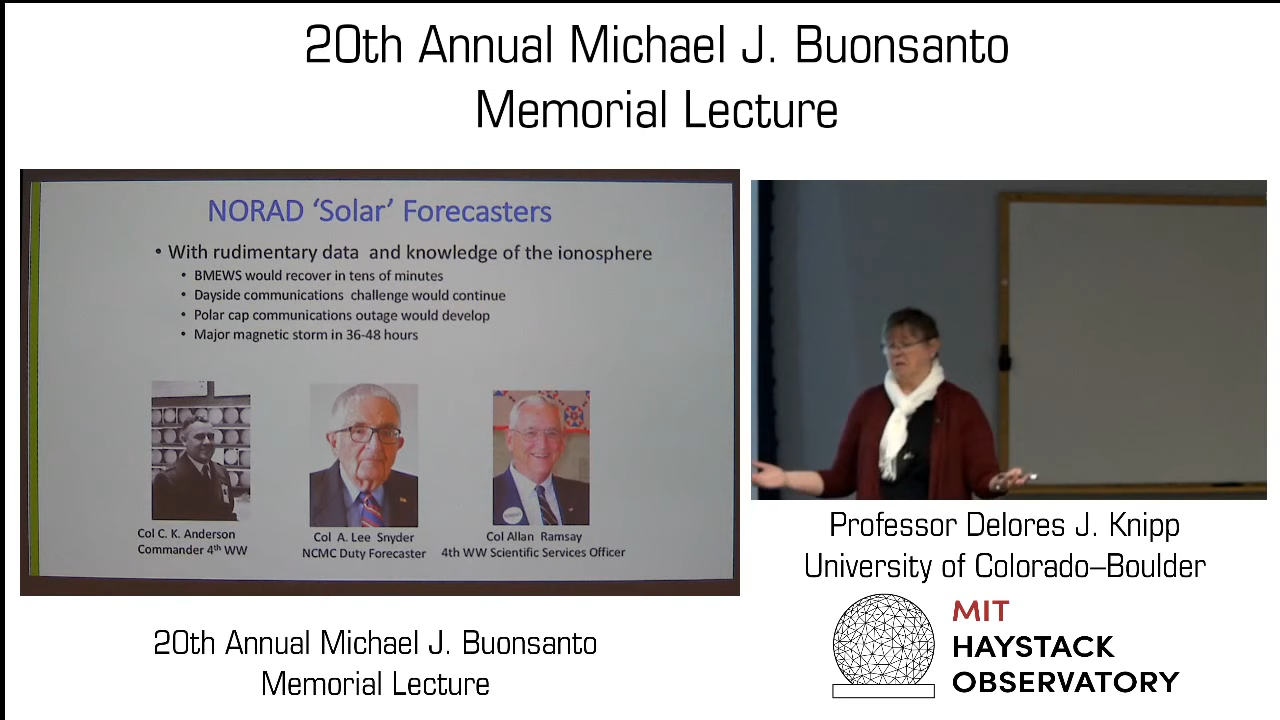 20th Annual Michael J. Buonsanto
Memorial Lecture
NORAD ‘Solar’ Forecasters
• With rudimentary data and knowledge of the ionosphere
• BMEWS would recover in tens of minutes
• Dayside communications challenge would continue
• Polar cap communications outage would develop
• Major magnetic storm in 36-48 hours
Col C. K. Anderson
Commander 4th WW
Col A. Lee Snyder
NCMC Duty Forecaster
Col Allan Ramsay
4th WW Scientific Services Officer
20th Annual Michael J. Buonsanto
Memorial Lecture
Professor Delores J. Knipp
University of Colorado–Boulder
MIT
HAYSTACK
OBSERVATORY